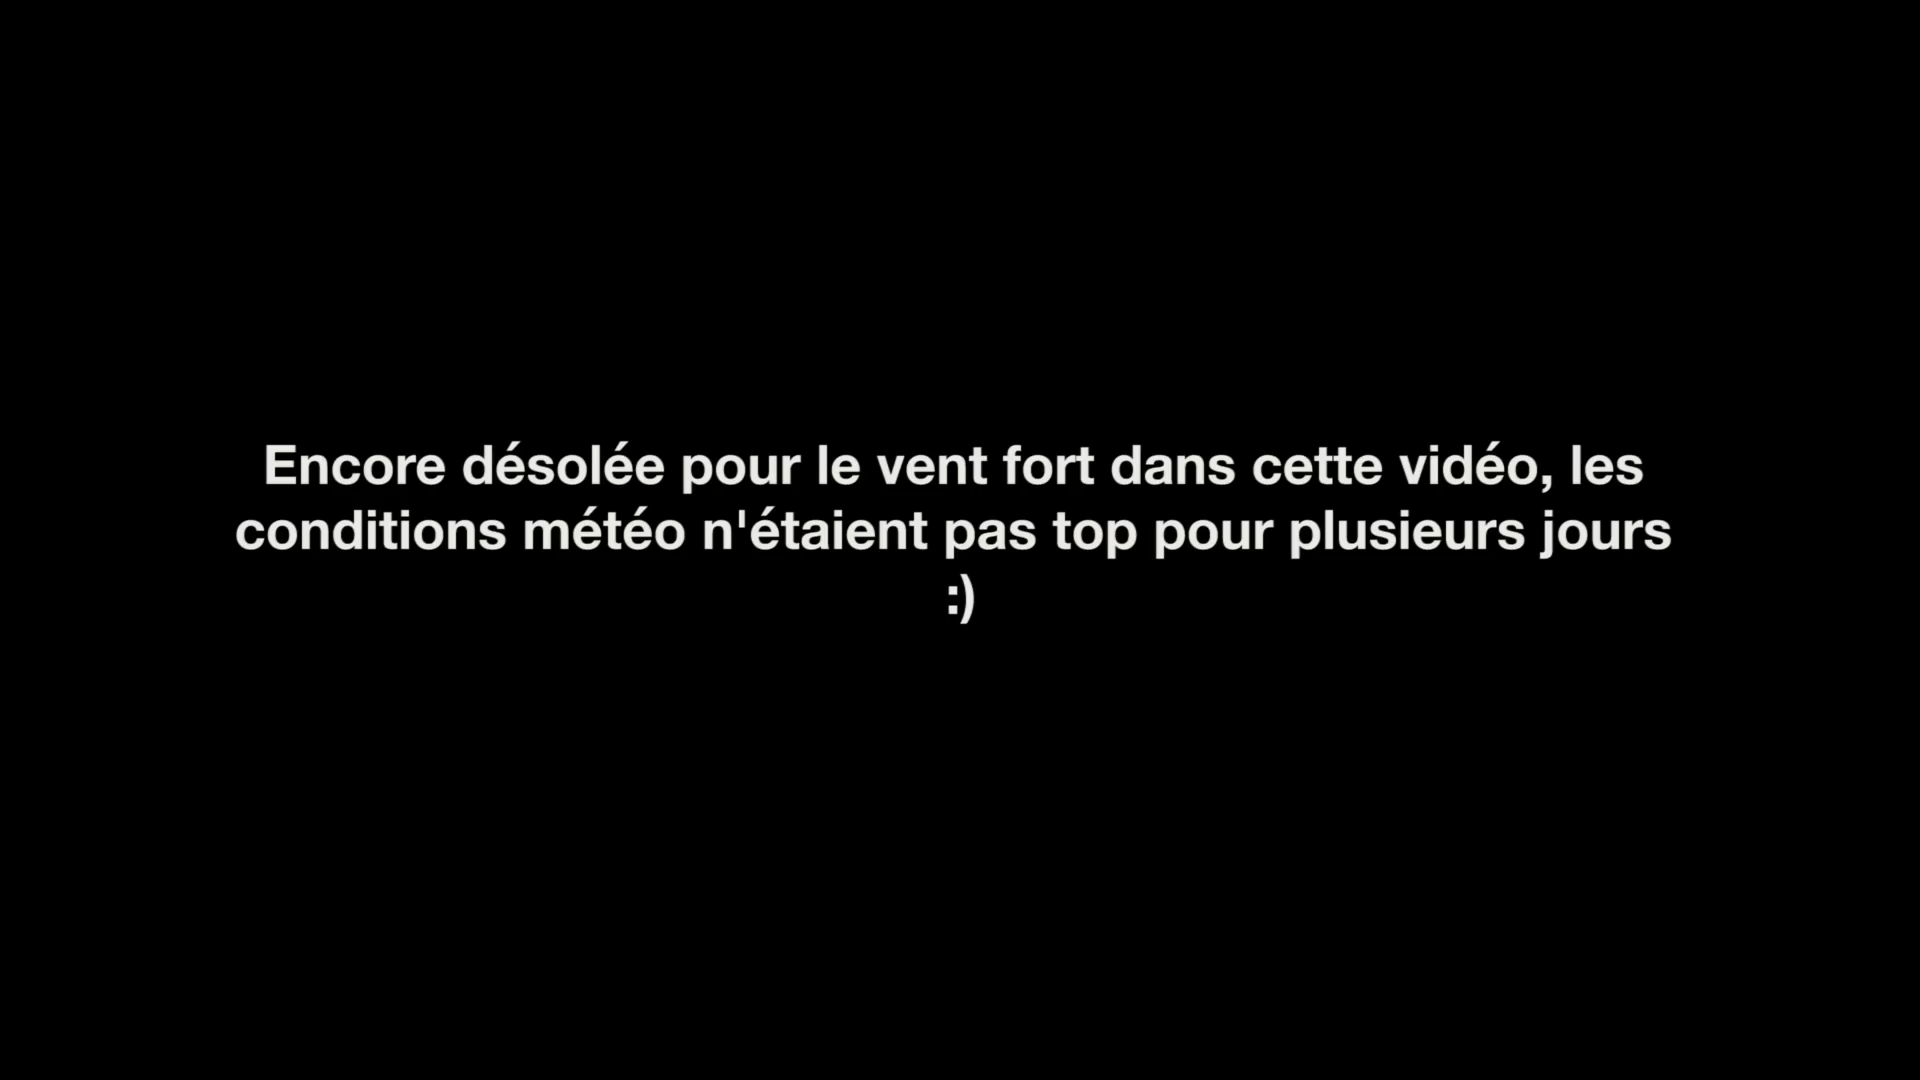 Encore désolée pour le vent fort dans cette vidéo, les
conditions météo n'étaient pas top pour plusieurs jours
:)